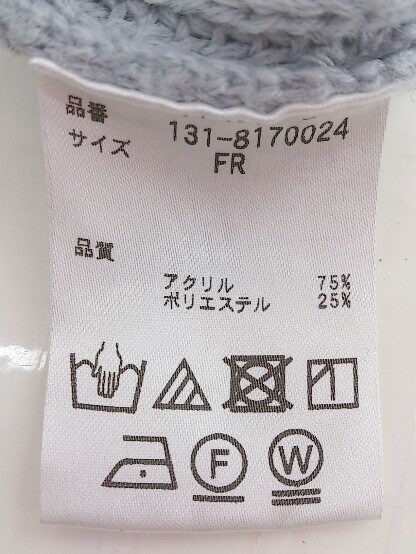 品番 131-8170024
サイズ FR
品質
アクリル 75%
ポリエステル 25%
F W